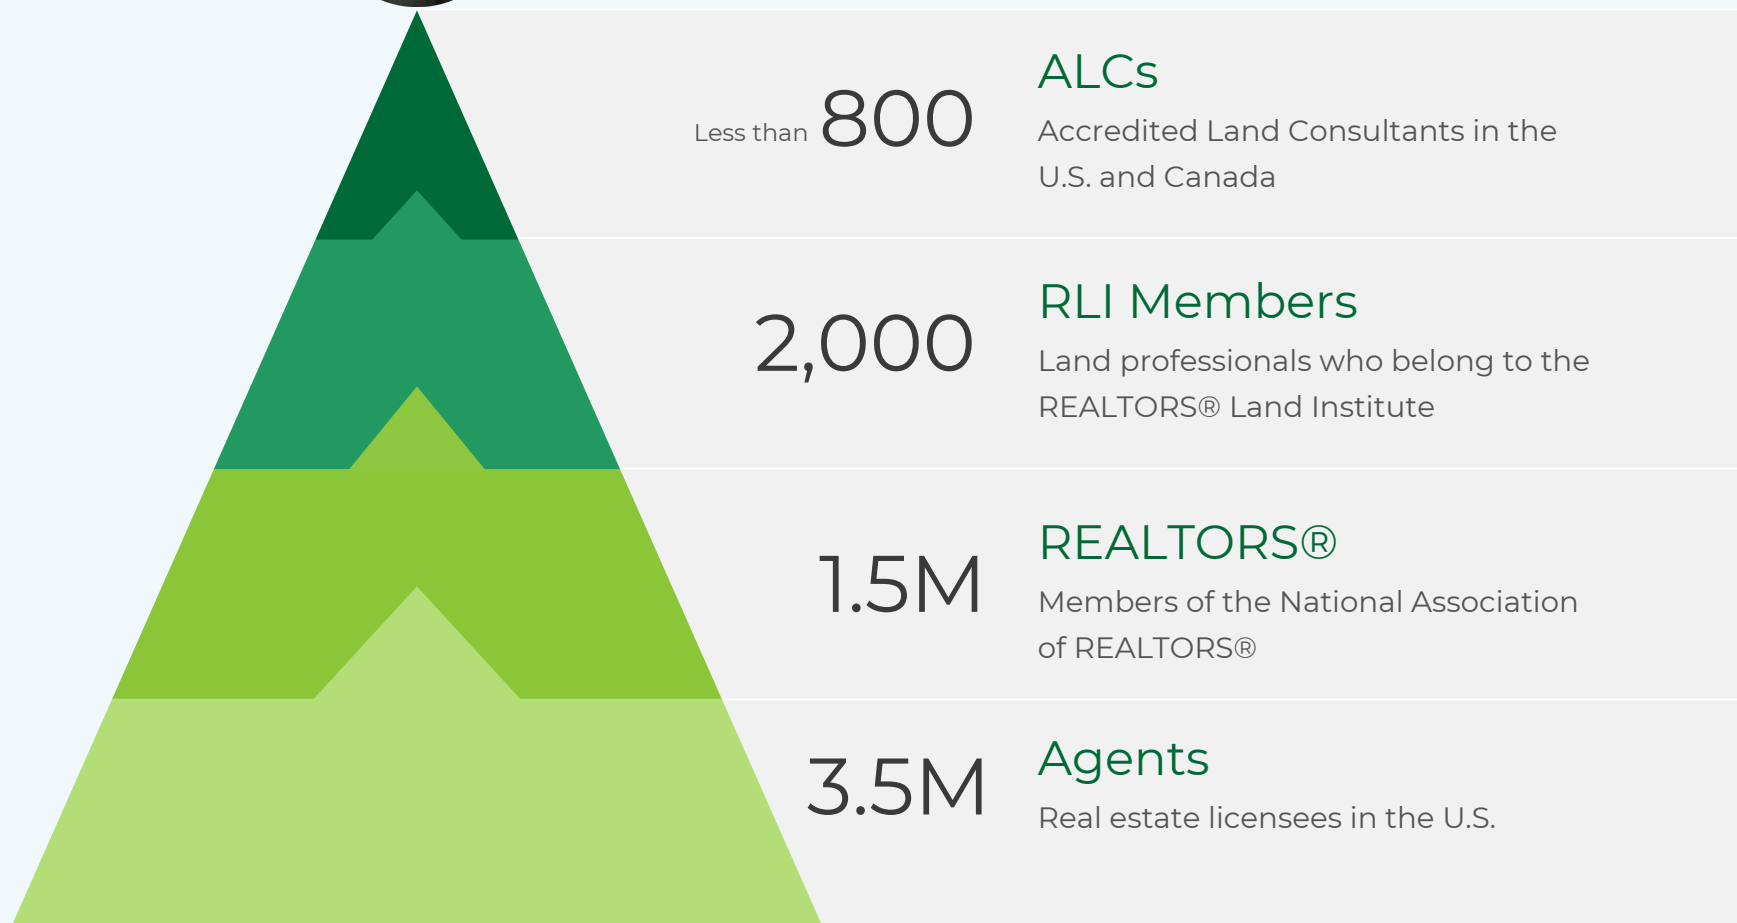 Less than 800
ALCs
Accredited Land Consultants in the
U.S. and Canada
2,000
RLI Members
Land professionals who belong to the
REALTORS® Land Institute
1.5M
REALTORS®
Members of the National Association
of REALTORS®
3.5M
Agents
Real estate licensees in the U.S.